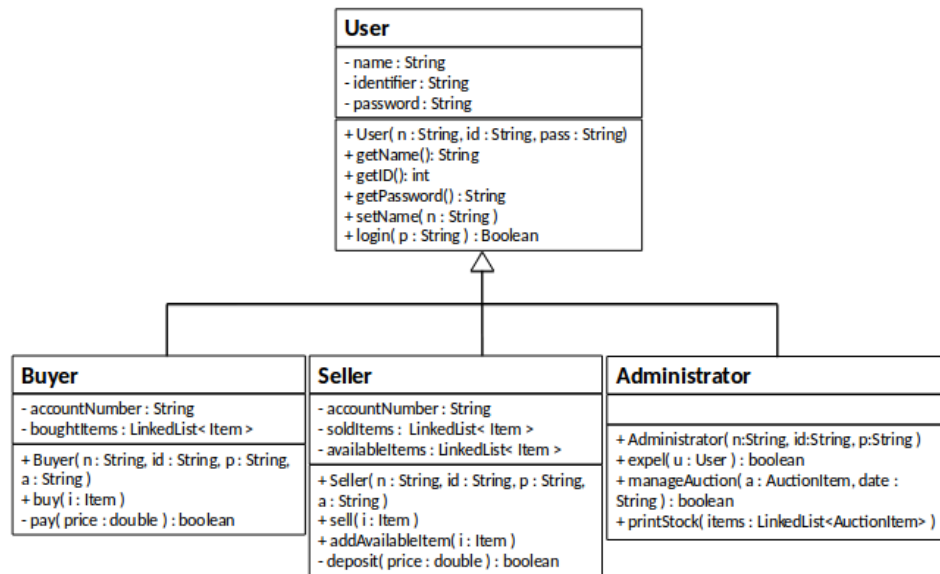 User
- name : String
- identifier : String
- password : String
+ User( n : String, id : String, pass : String)
+ getName(): String
+ getID(): int
+ getPassword() : String
+ setName( n : String )
+ login( p : String ) : Boolean
Buyer
- accountNumber : String
- boughtItems : LinkedList< Item >
+ Buyer( n : String, id : String, p : String,
a : String )
+ buy( i : Item )
- pay( price : double ) : boolean
Seller
- accountNumber : String
- soldItems : LinkedList< Item >
- availableItems : LinkedList< Item >
+ Seller( n : String, id : String, p : String,
a : String )
+ sell( i : Item )
+ addAvailableItem( i : Item )
- deposit( price : double ) : boolean
Administrator
+ Administrator( n:String, id:String, p:String )
+ expel( u : User ) : boolean
+ manageAuction( a : AuctionItem, date :
String ) : boolean
+ printStock( items : LinkedList<AuctionItem> )